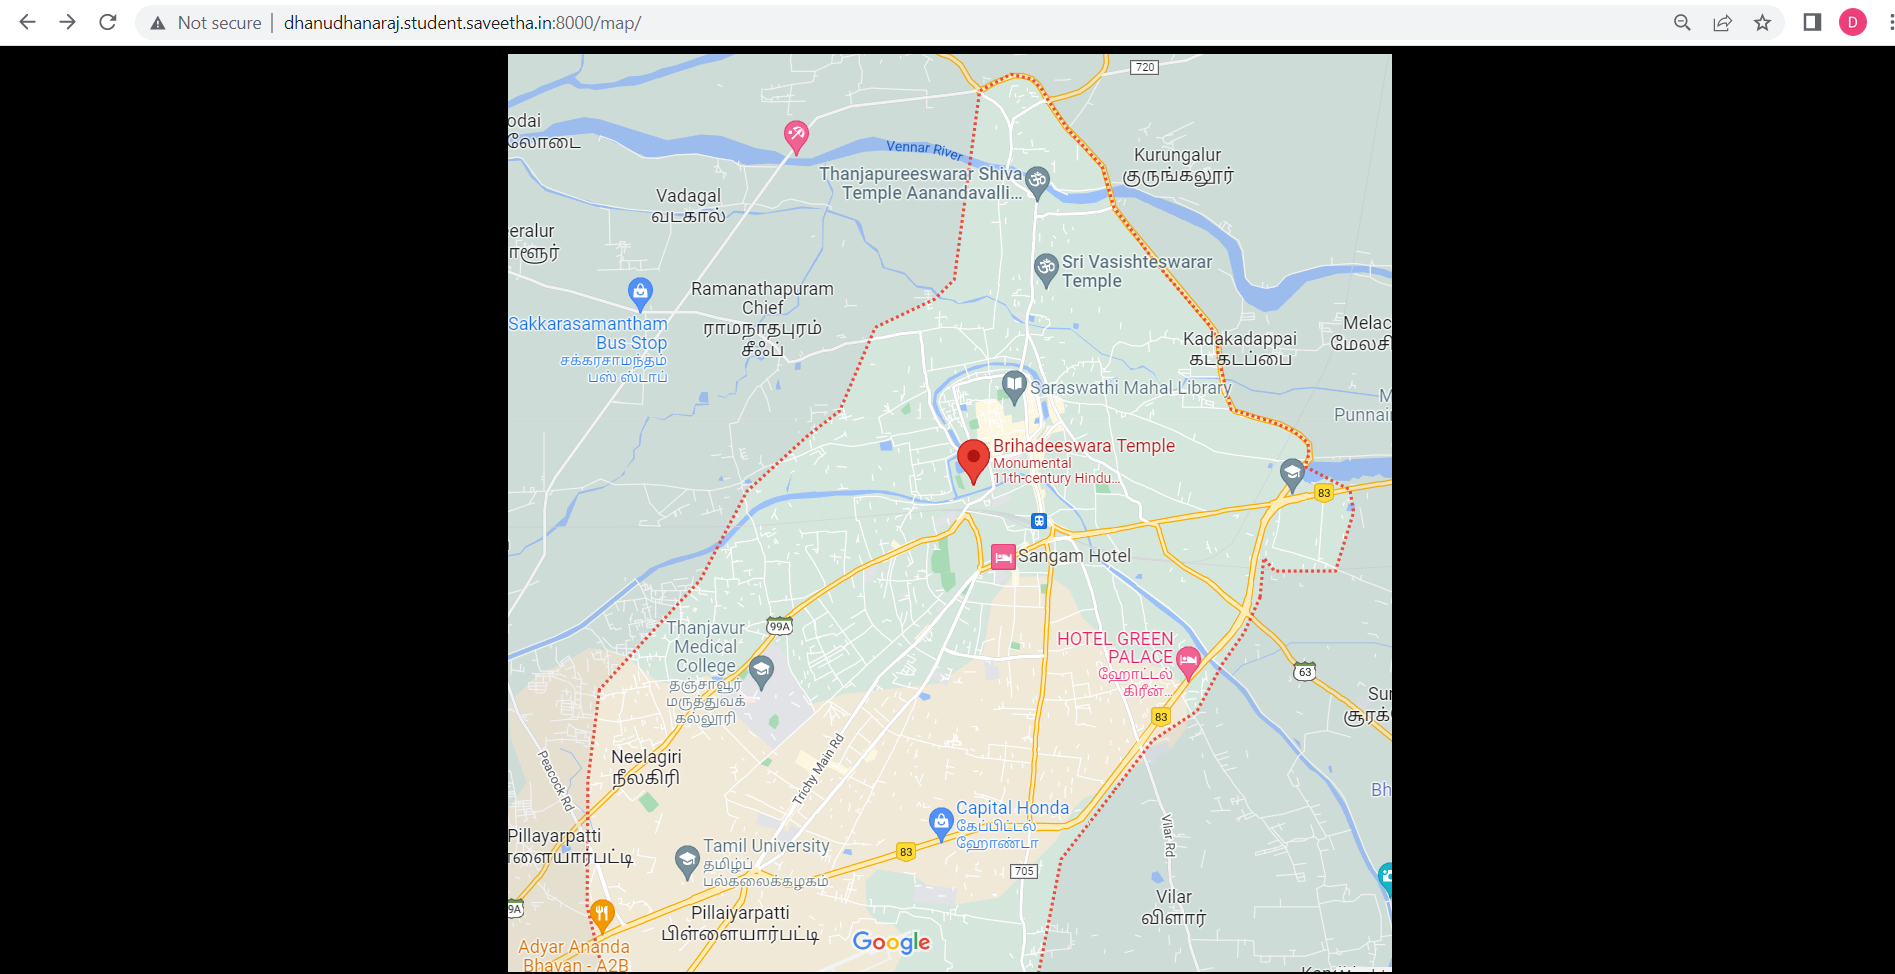 Not secure | dhanudhanaraj.student.saveetha.in:8000/map/
D
720
odai
லோடை
Vennar River
Kurungalur
குருங்கலூர்
Thanjapureeswarar Shiva
Temple Aanandavalli...
Vadagal
வடகால்
eeralur
ாளூர்
Sri Vasishteswarar
Temple
Ramanathapuram
Chief
ராமநாதபுரம்
சீஃப்
Sakkarasamantham
Bus Stop
சக்கரசாமந்தம்
பஸ் ஸ்டாப்
Melac
மேலசி
Kadakadappai
கடகடப்பை
Saraswathi Mahal Library
M
Punnai
Brihadeeswara Temple
Monumental
11th-century Hindu...
83
Sangam Hotel
99A
Thanjavur
Medical
College
தஞ்சாவூர்
மருத்துவக்
கல்லூரி
HOTEL GREEN
PALACE
ஹோட்டல்
கிரீன்...
63
Sur
சூரக்
83
Neelagiri
நீலகிரி
Peacock Rd
Trichy Main Rd
Bh
Capital Honda
கேப்பிட்டல்
ஹோண்டா
Pillayarpatti
ளையார்பட்டி
Tamil University
தமிழ்ப்
பல்கலைக்கழகம்
83
Vilar Rd
705
Vilar
விளார்
9A
Pillaiyarpatti
பிள்ளையார்பட்டி
Google
Adyar Ananda
Bhavan - A2B